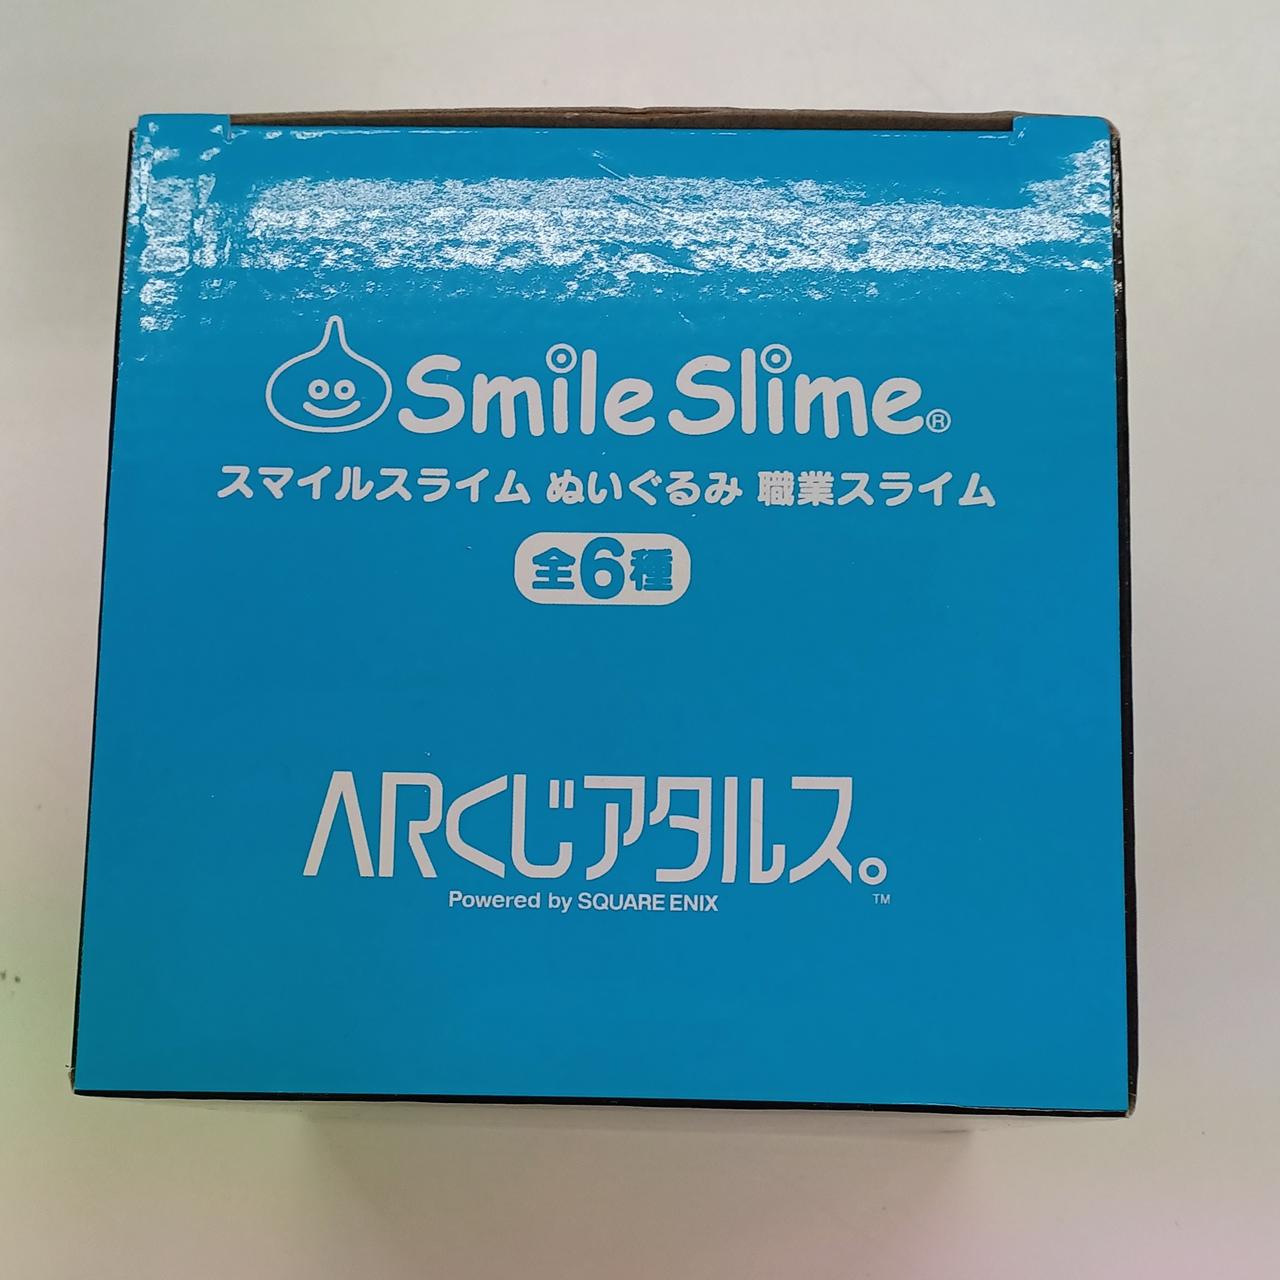 Smile Slime®
スマイルスライム ぬいぐるみ 職業スライム
全6種
ARくじアタルス。
Powered by SQUARE ENIX ™